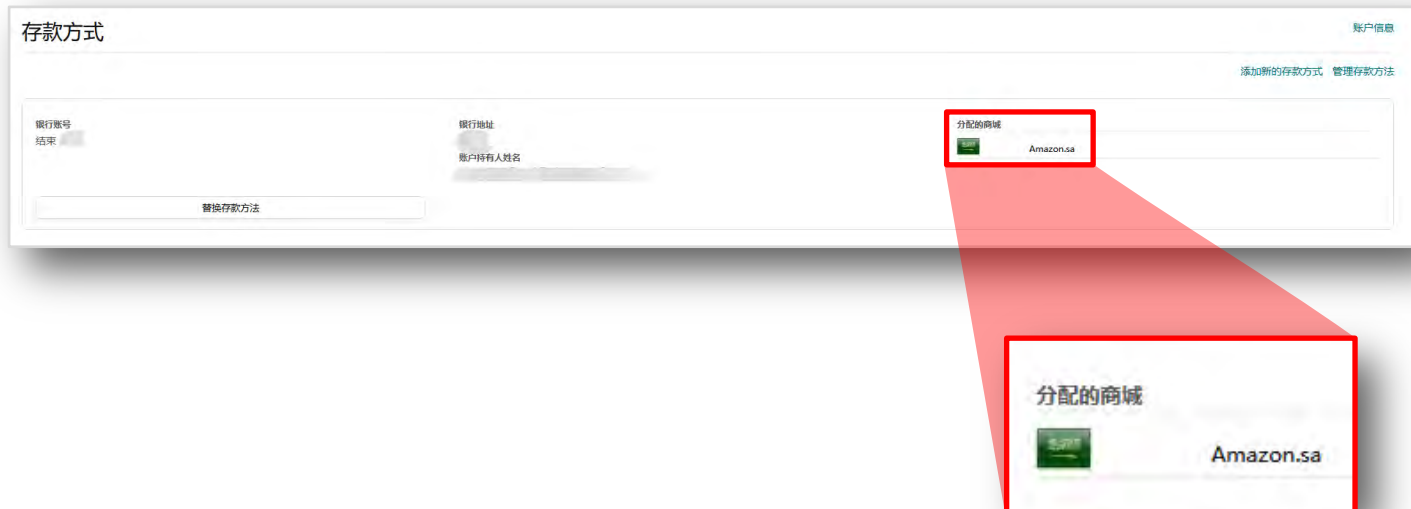 存款方式
账户信息
添加新的存款方式 管理存款方法
银行账号
结束
银行地址
账户持有人姓名
分配的商城
Amazon.sa
替换存款方法
分配的商城
Amazon.sa